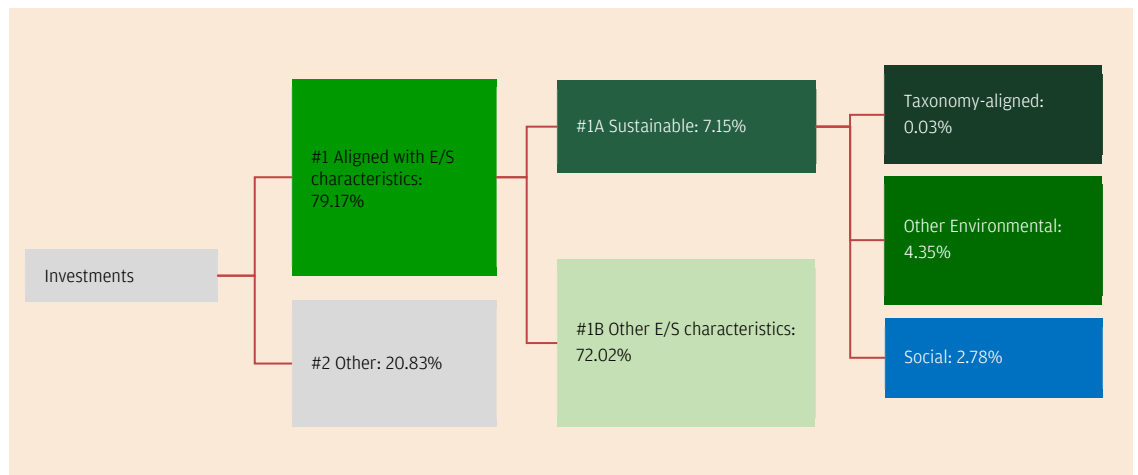 Investments
#1 Aligned with E/S
characteristics:
79.17%
#2 Other: 20.83%
#1A Sustainable: 7.15%
#1B Other E/S characteristics:
72.02%
Taxonomy-aligned:
0.03%
Other Environmental:
4.35%
Social: 2.78%